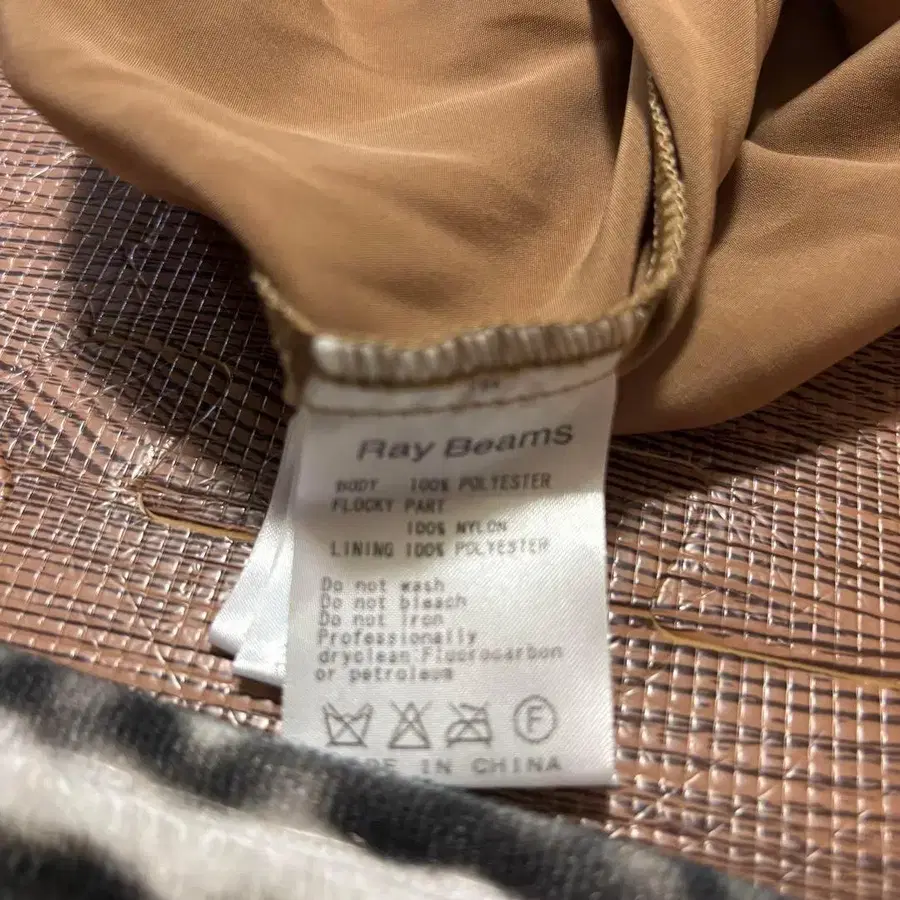 Ray Beams
BODY 100% POLYESTER
FLOCKY PART
100% NYLON
LINING 100% POLYESTER
Do not wash
Do not bleach
Do not iron
Professionally
dryclean Fluorocarbon
or petroleum
F
IN CHINA